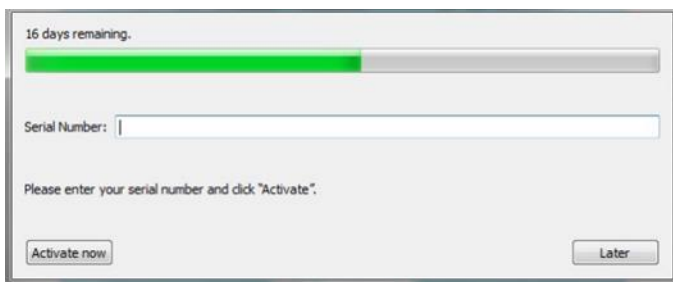 16 days remaining.
Serial Number:
Please enter your serial number and click "Activate".
Activate now
Later